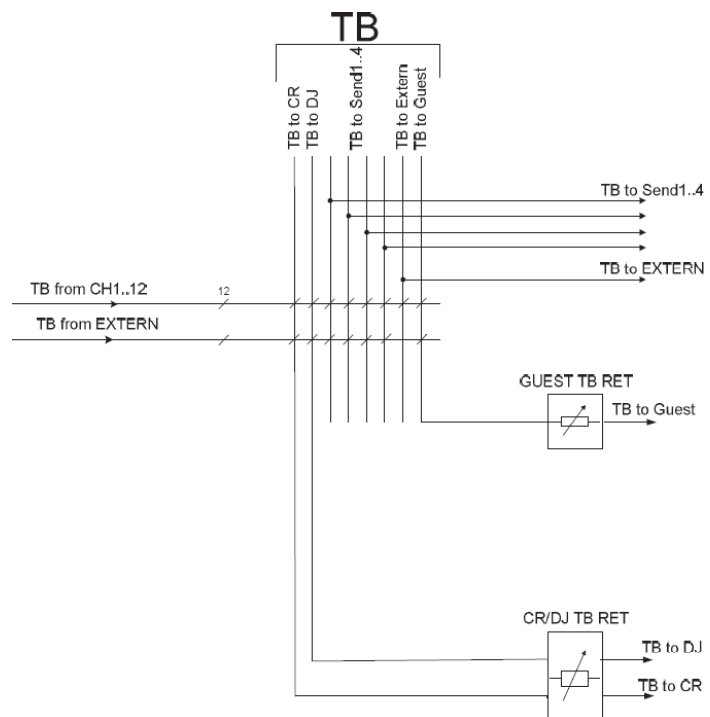 TB
TB to CR
TB to DJ
TB to Send1..4
TB to Extern
TB to Guest
TB to Send1..4
TB to EXTERN
TB from CH1..12
12
TB from EXTERN
GUEST TB RET
TB to Guest
CR/DJ TB RET
TB to DJ
TB to CR